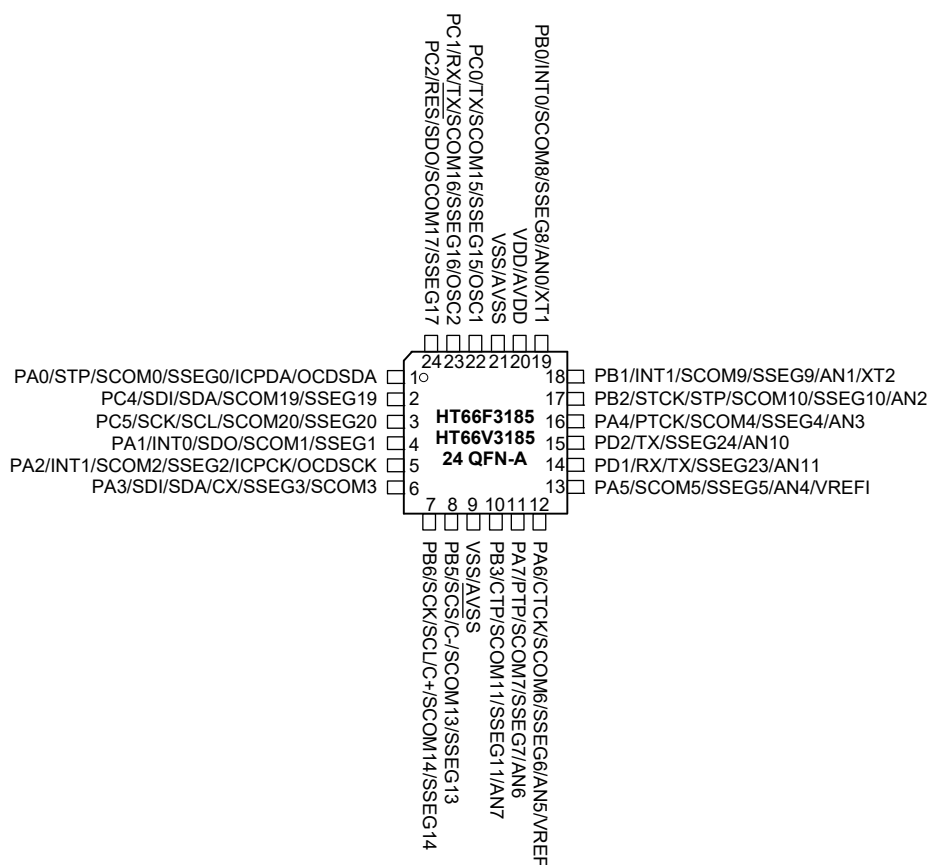 PC2/RES/SDO/SCOM17/SSEG17
PC1/RX/TX/SCOM16/SSEG16/OSC2
PC0/TX/SCOM15/SSEG15/OSC1
VSS/AVSS
VDD/AVDD
PB0/INT0/SCOM8/SSEG8/AN0/XT1
24 23 22 21 20 19
PA0/STP/SCOM0/SSEG0/ICPDA/OCDSDA 1
PC4/SDI/SDA/SCOM19/SSEG19 2
PC5/SCK/SCL/SCOM20/SSEG20 3
PA1/INT0/SDO/SCOM1/SSEG1 4
PA2/INT1/SCOM2/SSEG2/ICPCK/OCDSCK 5
PA3/SDI/SDA/CX/SSEG3/SCOM3 6
HT66F3185
HT66V3185
24 QFN-A
18 PB1/INT1/SCOM9/SSEG9/AN1/XT2
17 PB2/STCK/STP/SCOM10/SSEG10/AN2
16 PA4/PTCK/SCOM4/SSEG4/AN3
15 PD2/TX/SSEG24/AN10
14 PD1/RX/TX/SSEG23/AN11
13 PA5/SCOM5/SSEG5/AN4/VREFI
7 8 9 10 11 12
PB6/SCK/SCL/C+/SCOM14/SSEG14
PB5/SCS/C-/SCOM13/SSEG13
VSS/AVSS
PB3/CTP/SCOM11/SSEG11/AN7
PA7/PTP/SCOM7/SSEG7/AN6
PA6/CTCK/SCOM6/SSEG6/AN5/VREF